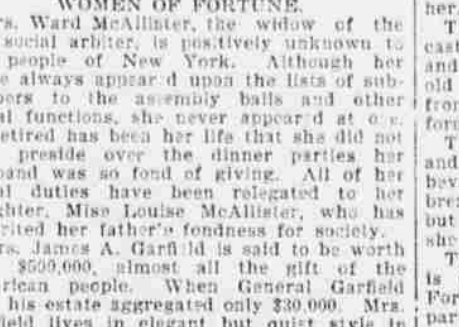 WOMEN OF FORTUNE.
s. Ward McAllister, the widow of the
social arbiter, is positively unknown to
people of New York. Although her
e always appear d upon the lists of sub-
bers to the assembly balls and other
al functions, she never appear d at o e.
etired has been her life that she did not
preside over the dinner parties her
band was so fond of giving. All of her
al duties have been relegated to her
ghter, Miss Louise McAllister, who has
rited her father's fondness for society.
rs. James A. Garfi ld is said to be worth
$500,000, almost all the gift of the
rican people. When General Garfield
his estate aggregated only $30,000. Mrs.
field lives in elegant but quiet style in
her.
T
cast
and
old
fron
fore
T
and
bev
brea
but
she
T
is
For
par